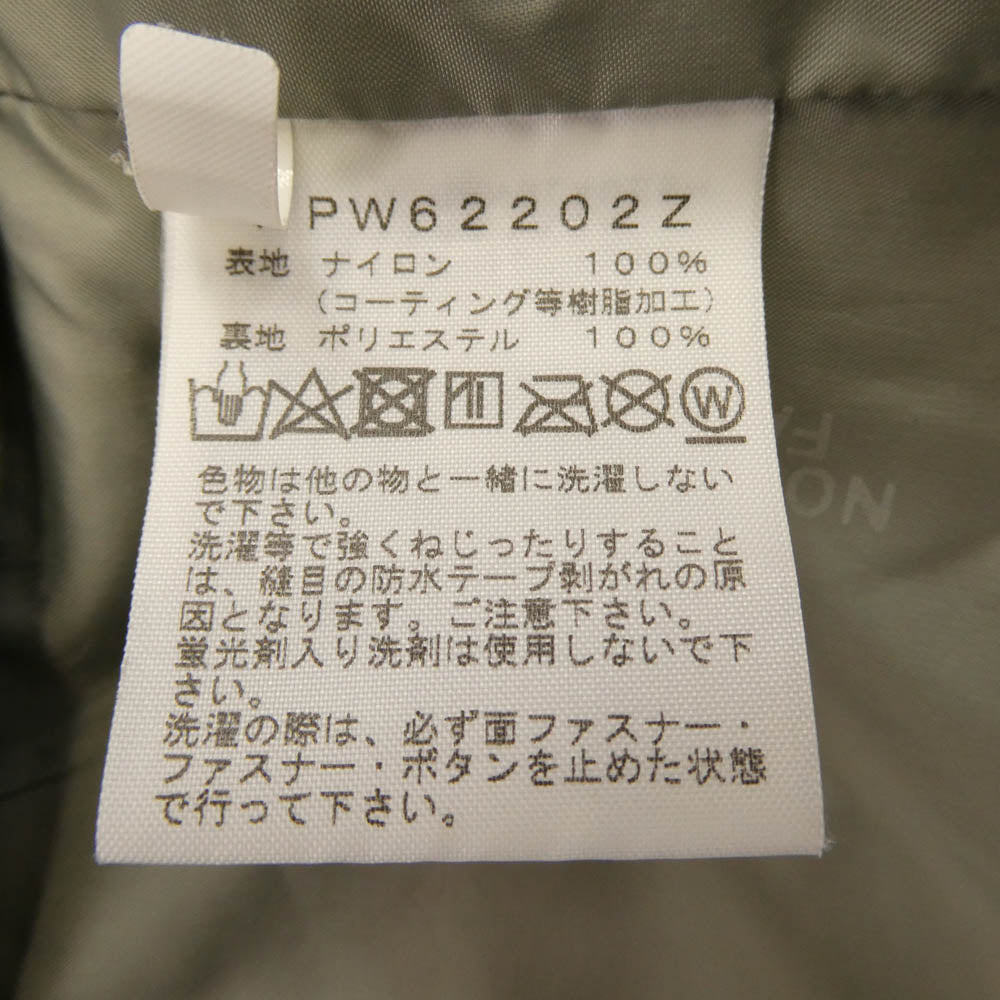 PW62202Z
表地 ナイロン 100%
(コーティング等樹脂加工)
裏地 ポリエステル 100%
W
色物は他の物と一緒に洗濯しない
で下さい。
洗濯等で強くねじったりすること
は、縫目の防水テープ剥がれの原
因となります。ご注意下さい。
蛍光剤入り洗剤は使用しないで下
さい。
洗濯の際は、必ず面ファスナー・
ファスナー・ボタンを止めた状態
で行って下さい。